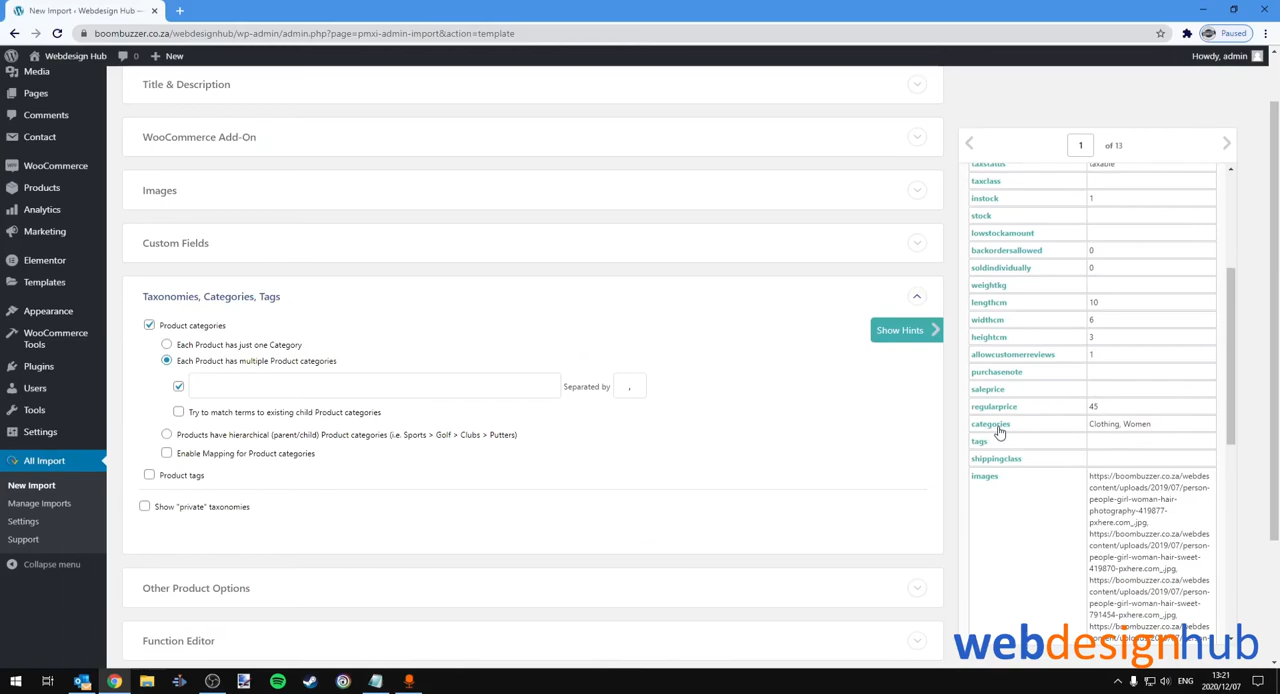 New Import ‹ Webdesign Hub —
boombuzzer.co.za/webdesignhub/wp-admin/admin.php?page=pmxi-admin-import&action=template
Paused
Webdesign Hub
0
New
Howdy, admin
Media
Pages
Comments
Contact
WooCommerce
Products
Analytics
Marketing
Elementor
Templates
Appearance
WooCommerce
Tools
Plugins
Users
Tools
Settings
All Import
New Import
Manage Imports
Settings
Support
Collapse menu
Title & Description
WooCommerce Add-On
Images
Custom Fields
Taxonomies, Categories, Tags
Show Hints
Product categories
Each Product has just one Category
Each Product has multiple Product categories
Separated by ,
Try to match terms to existing child Product categories
Products have hierarchical (parent/child) Product categories (i.e. Sports > Golf > Clubs > Putters)
Enable Mapping for Product categories
Product tags
Show "private" taxonomies
Other Product Options
Function Editor
1 of 13
taxstatus taxable
taxclass
instock 1
stock
lowstockamount
backordersallowed 0
soldindividually 0
weightkg
lengthcm 10
widthcm 6
heightcm 3
allowcustomerreviews 1
purchasenote
saleprice
regularprice 45
categories Clothing, Women
tags
shippingclass
images https://boombuzzer.co.za/webdes
content/uploads/2019/07/person-
people-girl-woman-hair-
photography-419877-
pxhere.com_.jpg,
https://boombuzzer.co.za/webdes
content/uploads/2019/07/person-
people-girl-woman-hair-sweet-
419870-pxhere.com_.jpg,
https://boombuzzer.co.za/webdes
content/uploads/2019/07/person-
people-girl-woman-hair-sweet-
791454-pxhere.com_.jpg,
https://boombuzzer.co.za/webdes
webdesignhub
ENG
13:21
2020/12/07